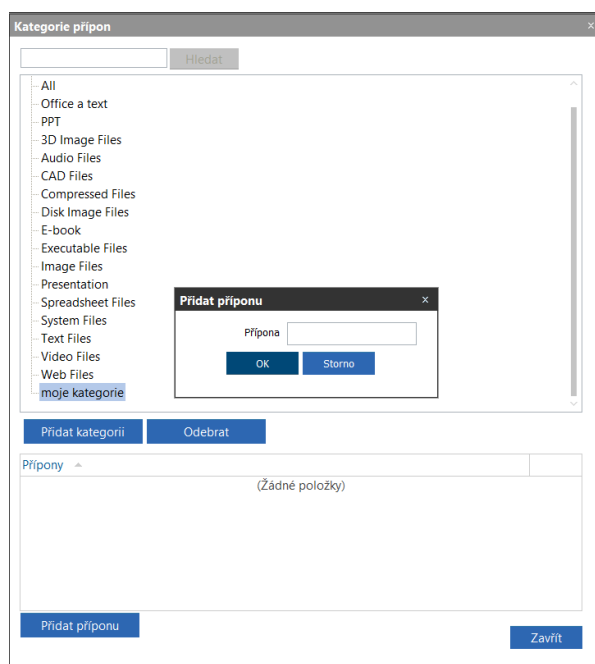 Kategorie přípon
Hledat
All
Office a text
PPT
3D Image Files
Audio Files
CAD Files
Compressed Files
Disk Image Files
E-book
Executable Files
Image Files
Presentation
Spreadsheet Files
System Files
Text Files
Video Files
Web Files
moje kategorie
Přidat příponu
Přípona
OK Storno
Přidat kategorii Odebrat
Přípony
(Žádné položky)
Přidat příponu
Zavřít